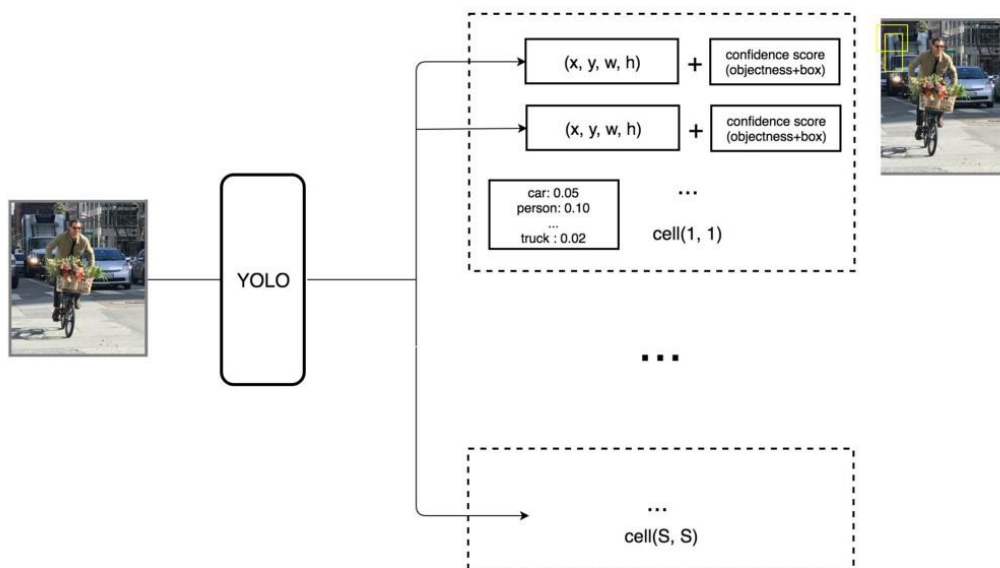 (x, y, w, h)
+
confidence score
(objectness+box)
(x, y, w, h)
+
confidence score
(objectness+box)
car: 0.05
person: 0.10
...
truck : 0.02
...
cell(1, 1)
YOLO
...
...
cell(S, S)